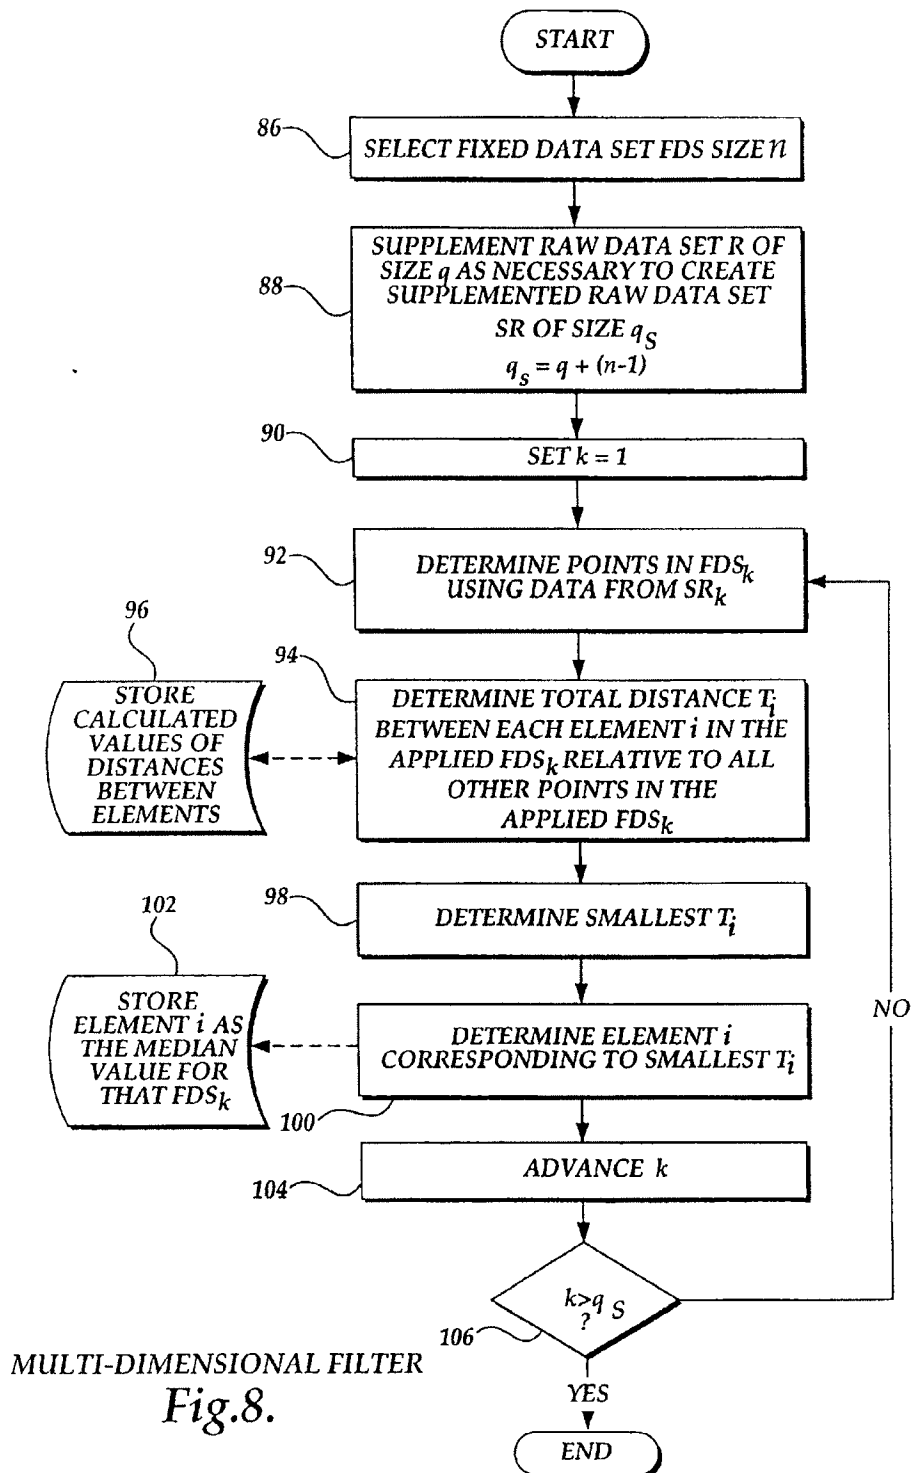 START
86
SELECT FIXED DATA SET FDS SIZE n
88
SUPPLEMENT RAW DATA SET R OF
SIZE q AS NECESSARY TO CREATE
SUPPLEMENTED RAW DATA SET
SR OF SIZE qS
qs = q + (n-1)
90
SET k = 1
92
DETERMINE POINTS IN FDSk
USING DATA FROM SRk
96
STORE
CALCULATED
VALUES OF
DISTANCES
BETWEEN
ELEMENTS
94
DETERMINE TOTAL DISTANCE Ti
BETWEEN EACH ELEMENT i IN THE
APPLIED FDSk RELATIVE TO ALL
OTHER POINTS IN THE
APPLIED FDSk
98
DETERMINE SMALLEST Ti
102
STORE
ELEMENT i AS
THE MEDIAN
VALUE FOR
THAT FDSk
DETERMINE ELEMENT i
CORRESPONDING TO SMALLEST Ti
100
NO
ADVANCE k
104
k>qS
?
106
YES
END
MULTI-DIMENSIONAL FILTER
Fig.8.